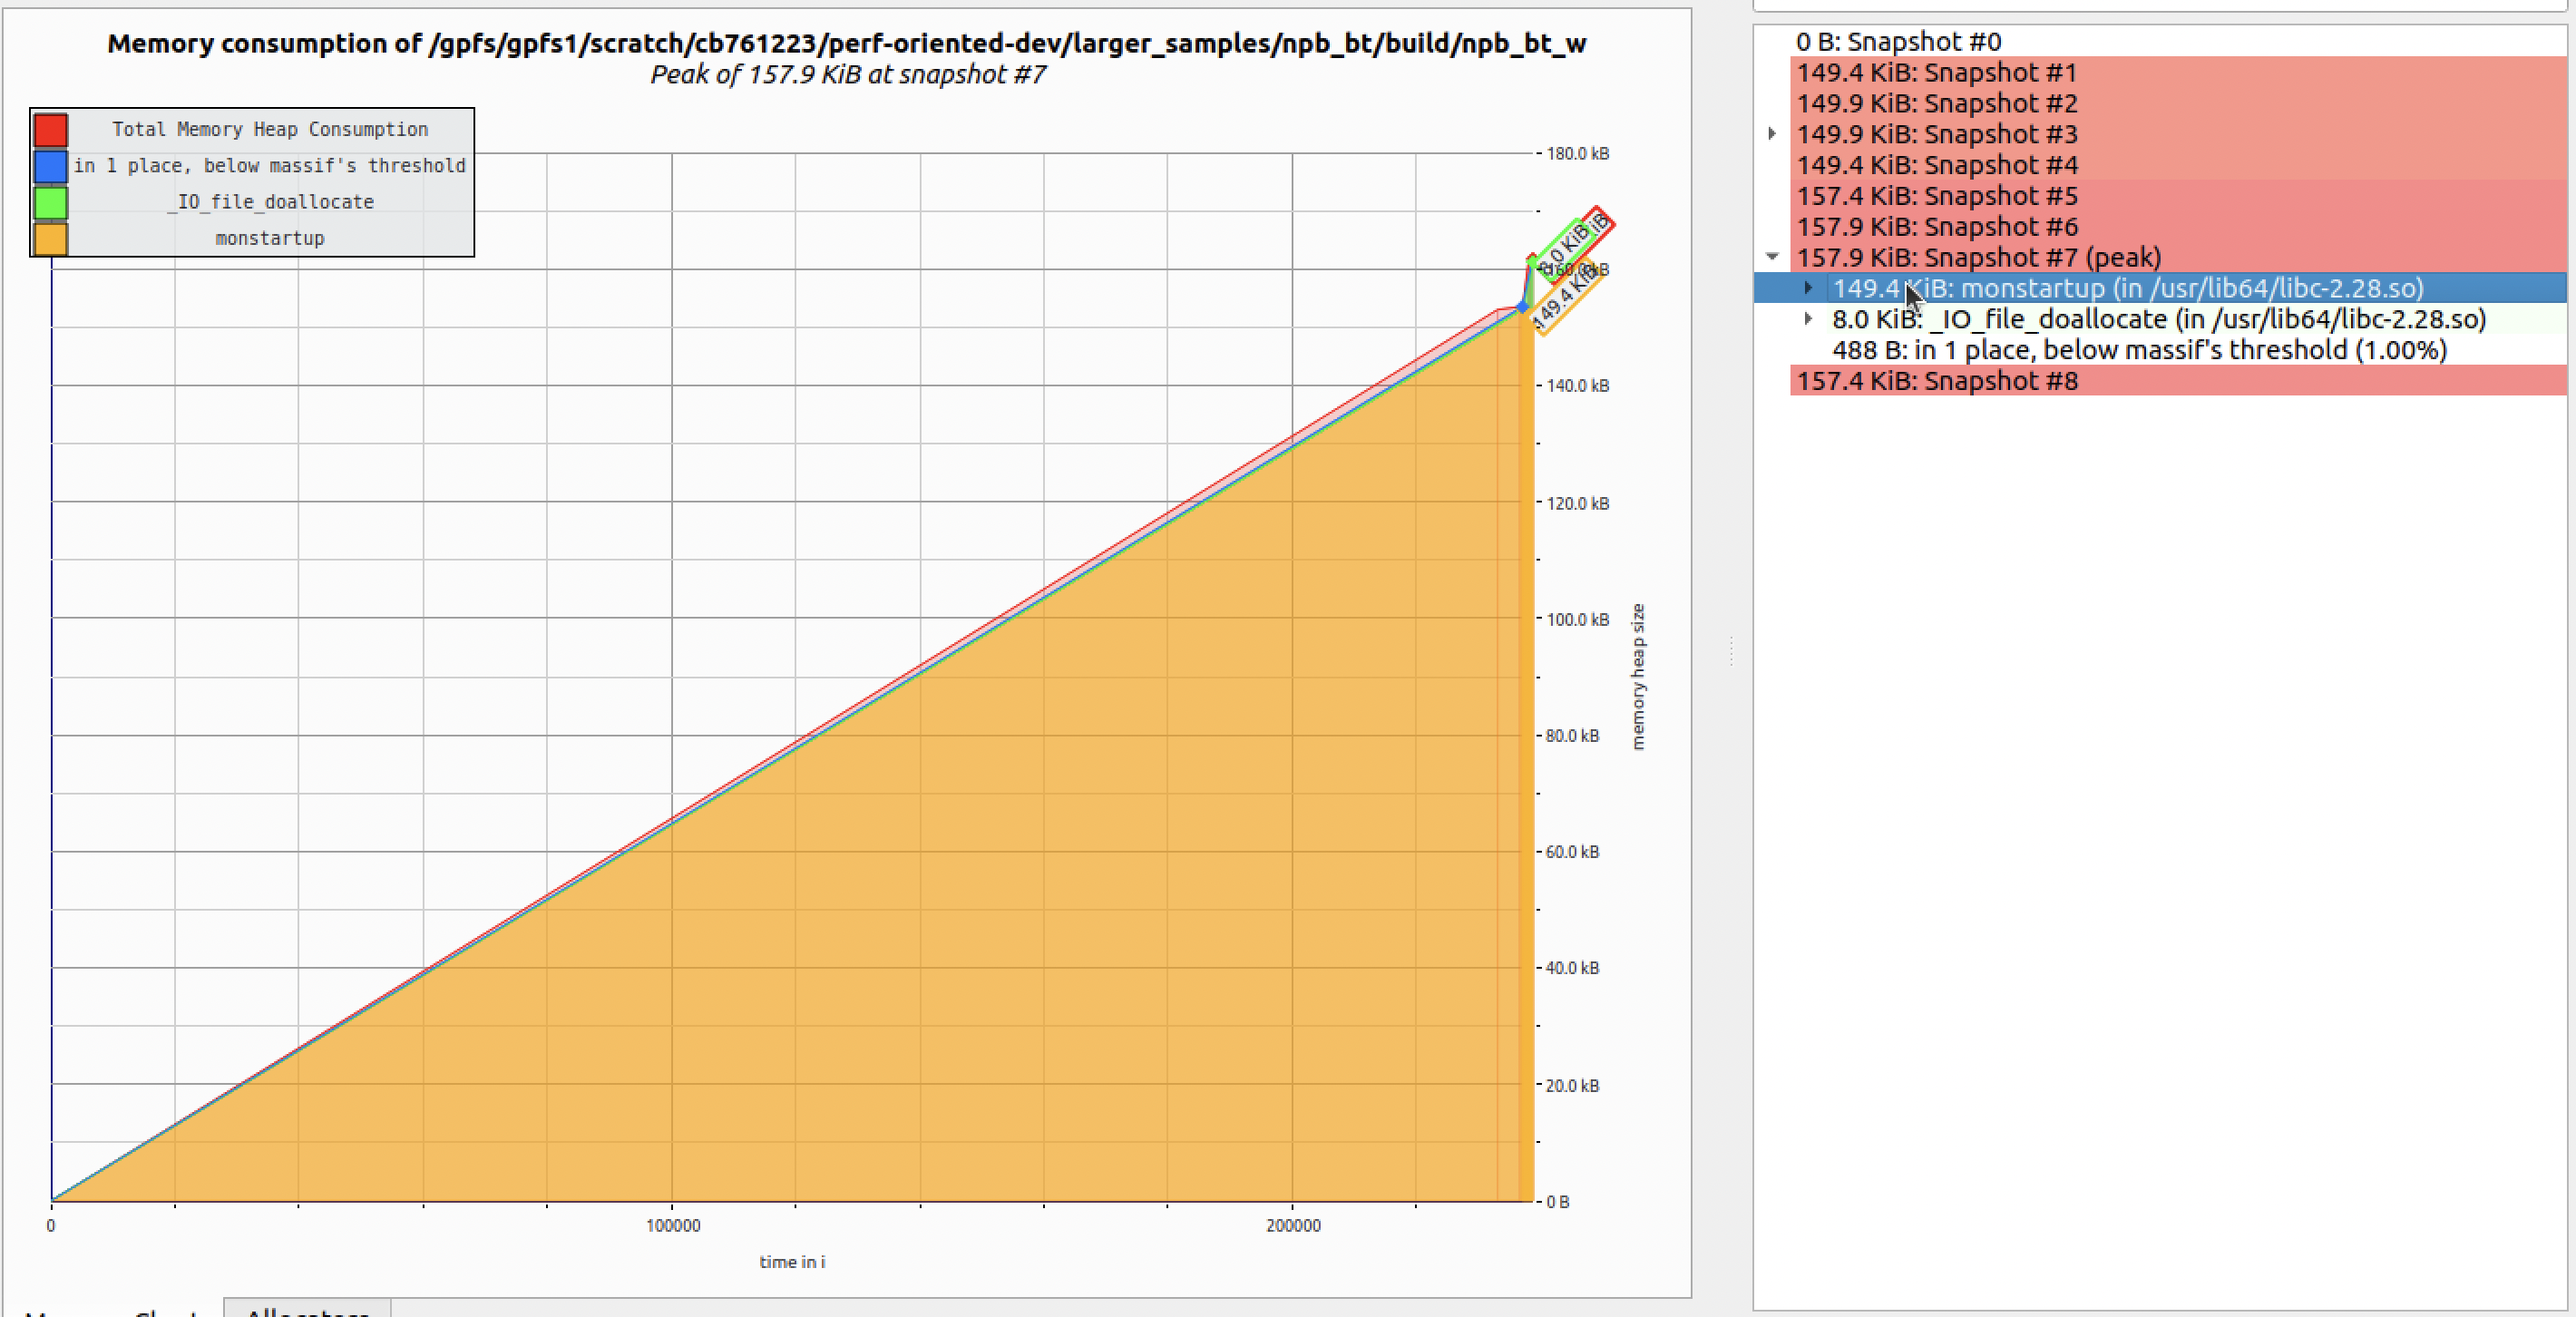 Memory consumption of /gpfs/gpfs1/scratch/cb761223/perf-oriented-dev/larger_samples/npb_bt/build/npb_bt_w
Peak of 157.9 KiB at snapshot #7
Total Memory Heap Consumption
in 1 place, below massif's threshold
_IO_file_doallocate
monstartup
180.0 kB
iB
8.0 KiB
160.0 kB
149.4 KiB
140.0 kB
120.0 kB
100.0 kB
80.0 kB
60.0 kB
40.0 kB
20.0 kB
0 B
memory heap size
0
100000
200000
time in i
0 B: Snapshot #0
149.4 KiB: Snapshot #1
149.9 KiB: Snapshot #2
149.9 KiB: Snapshot #3
149.4 KiB: Snapshot #4
157.4 KiB: Snapshot #5
157.9 KiB: Snapshot #6
157.9 KiB: Snapshot #7 (peak)
149.4 KiB: monstartup (in /usr/lib64/libc-2.28.so)
8.0 KiB: _IO_file_doallocate (in /usr/lib64/libc-2.28.so)
488 B: in 1 place, below massif's threshold (1.00%)
157.4 KiB: Snapshot #8